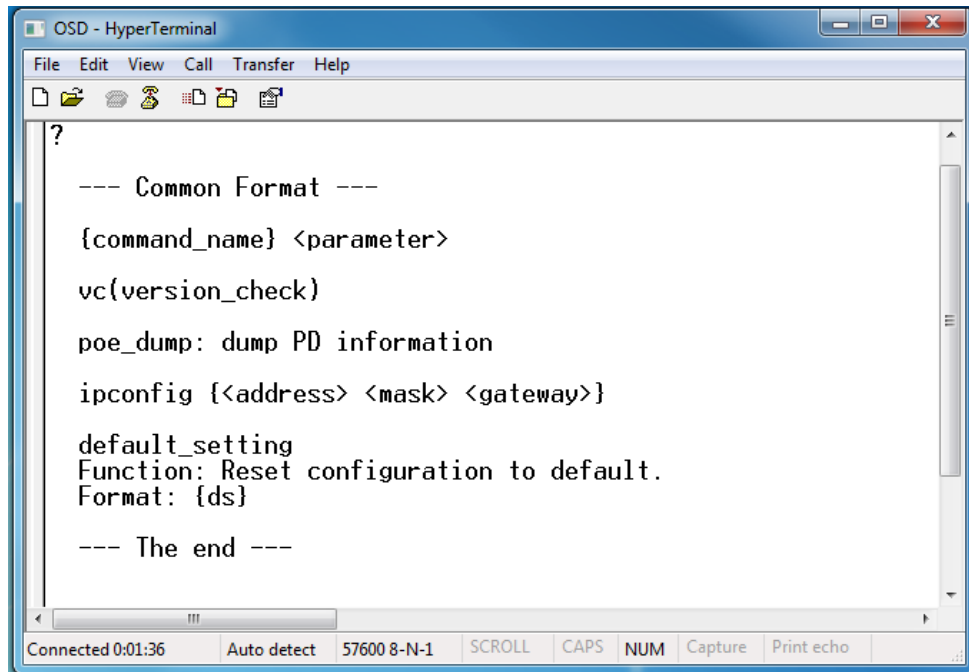 OSD - HyperTerminal
File Edit View Call Transfer Help
?
--- Common Format ---
{command_name} <parameter>
vc(version_check)
poe_dump: dump PD information
ipconfig {<address> <mask> <gateway>}
default_setting
Function: Reset configuration to default.
Format: {ds}
--- The end ---
Connected 0:01:36 Auto detect 57600 8-N-1 SCROLL CAPS NUM Capture Print echo